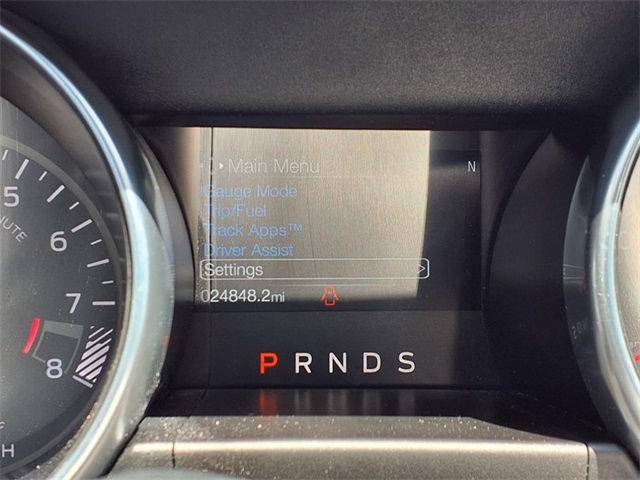 Main Menu
N
Gauge Mode
Trip/Fuel
Track Apps™
Driver Assist
Settings >
024848.2mi
P R N D S
5
6
7
8